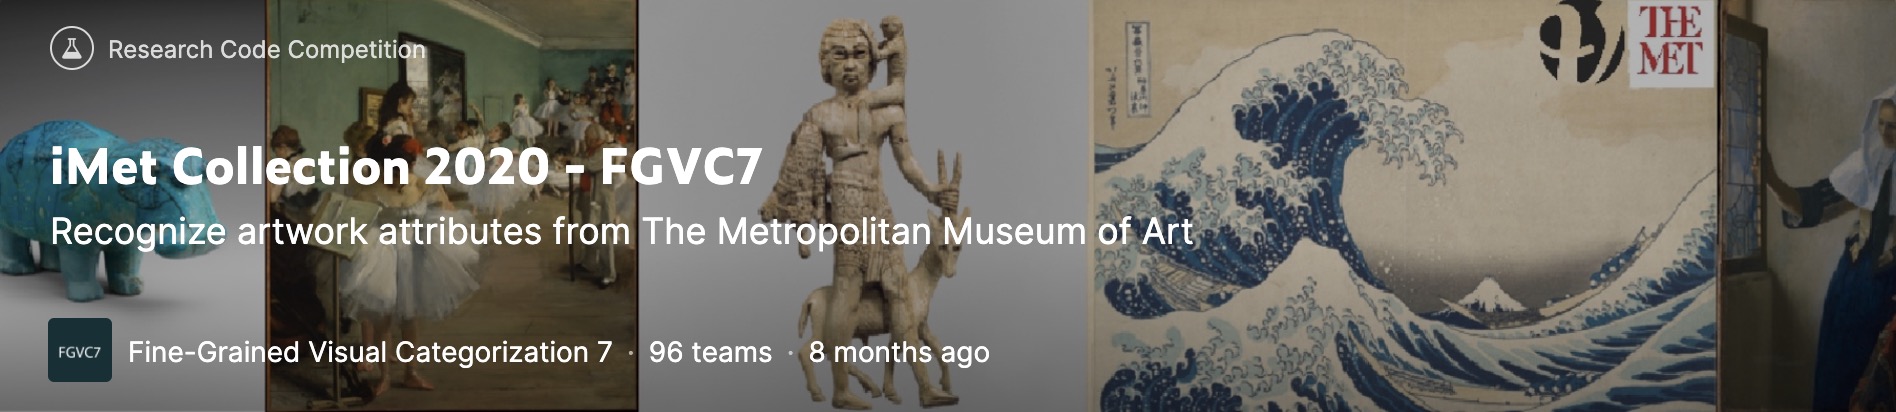 Research Code Competition
THE
MET
iMet Collection 2020 - FGVC7
Recognize artwork attributes from The Metropolitan Museum of Art
FGVC7
Fine-Grained Visual Categorization 7 · 96 teams · 8 months ago